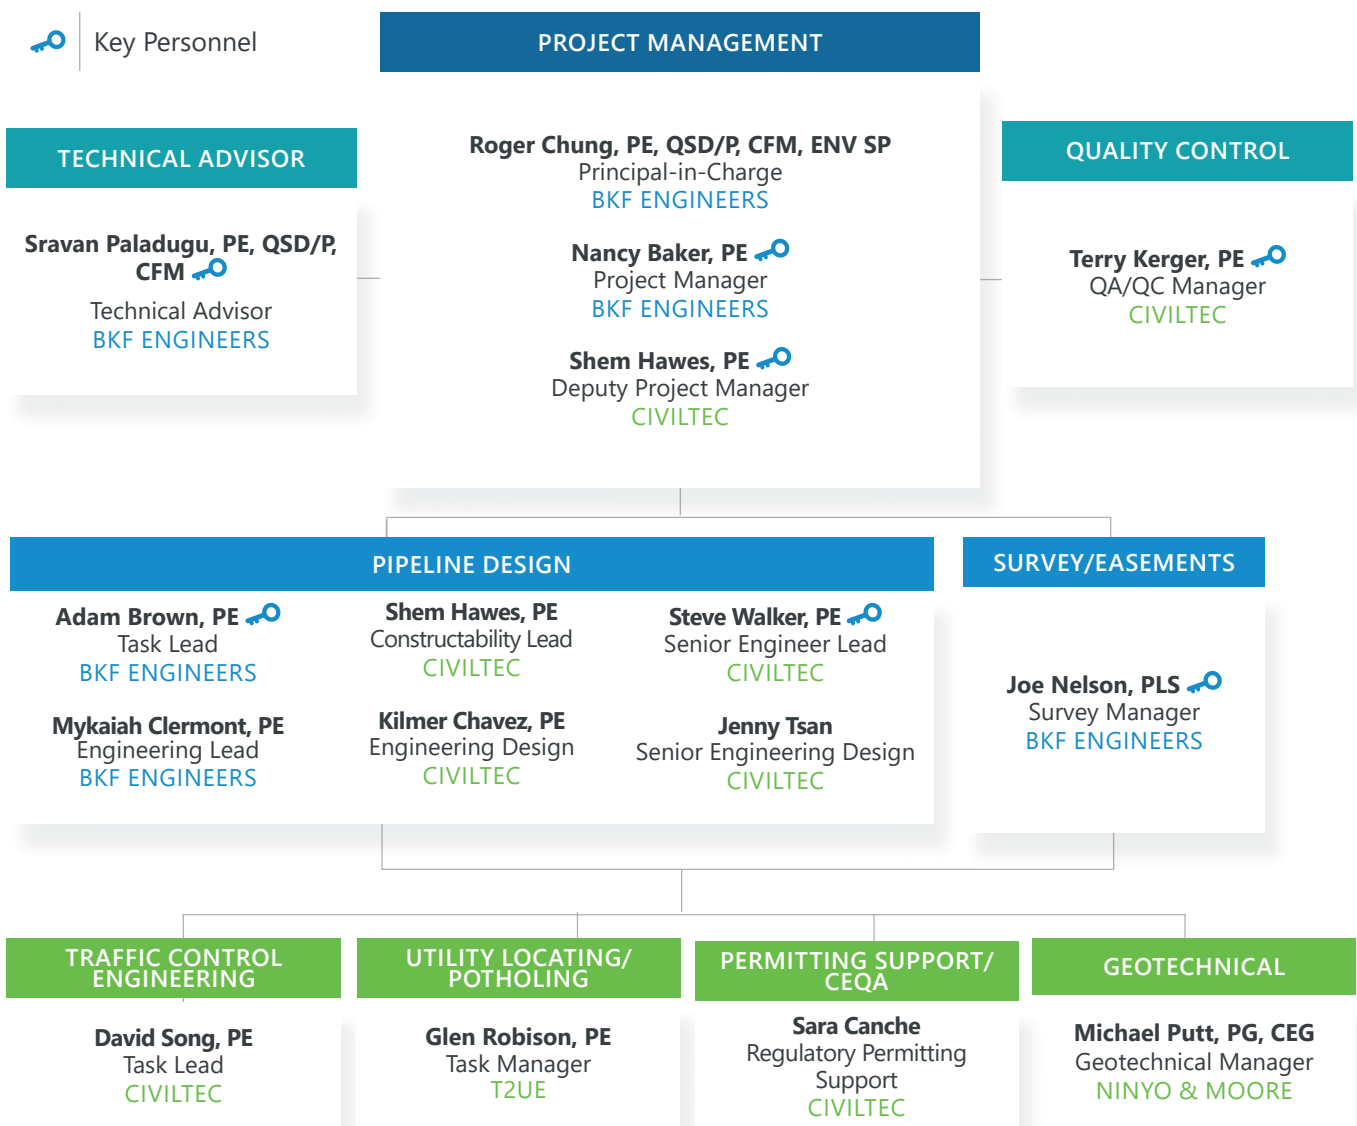 Key Personnel
PROJECT MANAGEMENT
Roger Chung, PE, QSD/P, CFM, ENV SP
Principal-in-Charge
BKF ENGINEERS
Nancy Baker, PE
Project Manager
BKF ENGINEERS
Shem Hawes, PE
Deputy Project Manager
CIVILTEC
TECHNICAL ADVISOR
Sravan Paladugu, PE, QSD/P,
CFM
Technical Advisor
BKF ENGINEERS
QUALITY CONTROL
Terry Kerger, PE
QA/QC Manager
CIVILTEC
PIPELINE DESIGN
Adam Brown, PE
Task Lead
BKF ENGINEERS
Shem Hawes, PE
Constructability Lead
CIVILTEC
Steve Walker, PE
Senior Engineer Lead
CIVILTEC
Mykaiah Clermont, PE
Engineering Lead
BKF ENGINEERS
Kilmer Chavez, PE
Engineering Design
CIVILTEC
Jenny Tsan
Senior Engineering Design
CIVILTEC
SURVEY/EASEMENTS
Joe Nelson, PLS
Survey Manager
BKF ENGINEERS
TRAFFIC CONTROL
ENGINEERING
David Song, PE
Task Lead
CIVILTEC
UTILITY LOCATING/
POTHOLING
Glen Robison, PE
Task Manager
T2UE
PERMITTING SUPPORT/
CEQA
Sara Canche
Regulatory Permitting
Support
CIVILTEC
GEOTECHNICAL
Michael Putt, PG, CEG
Geotechnical Manager
NINYO & MOORE